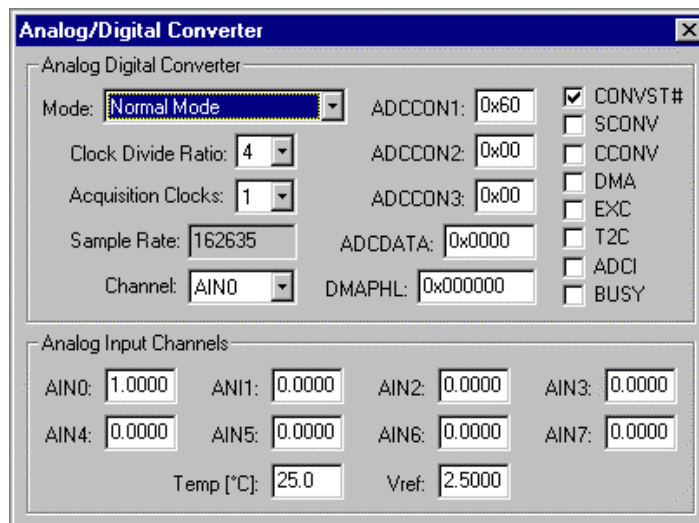 Analog/Digital Converter
Analog Digital Converter
Mode: Normal Mode ADCCON1: 0x60 CONVST#
SCONV
Clock Divide Ratio: 4 ADCCON2: 0x00 CCONV
DMA
Acquisition Clocks: 1 ADCCON3: 0x00 EXC
Sample Rate: 162635 ADCDATA: 0x0000 T2C
ADCI
Channel: AIN0 DMAPHL: 0x000000 BUSY
Analog Input Channels
AIN0: 1.0000 ANI1: 0.0000 AIN2: 0.0000 AIN3: 0.0000
AIN4: 0.0000 AIN5: 0.0000 AIN6: 0.0000 AIN7: 0.0000
Temp [°C]: 25.0 Vref: 2.5000